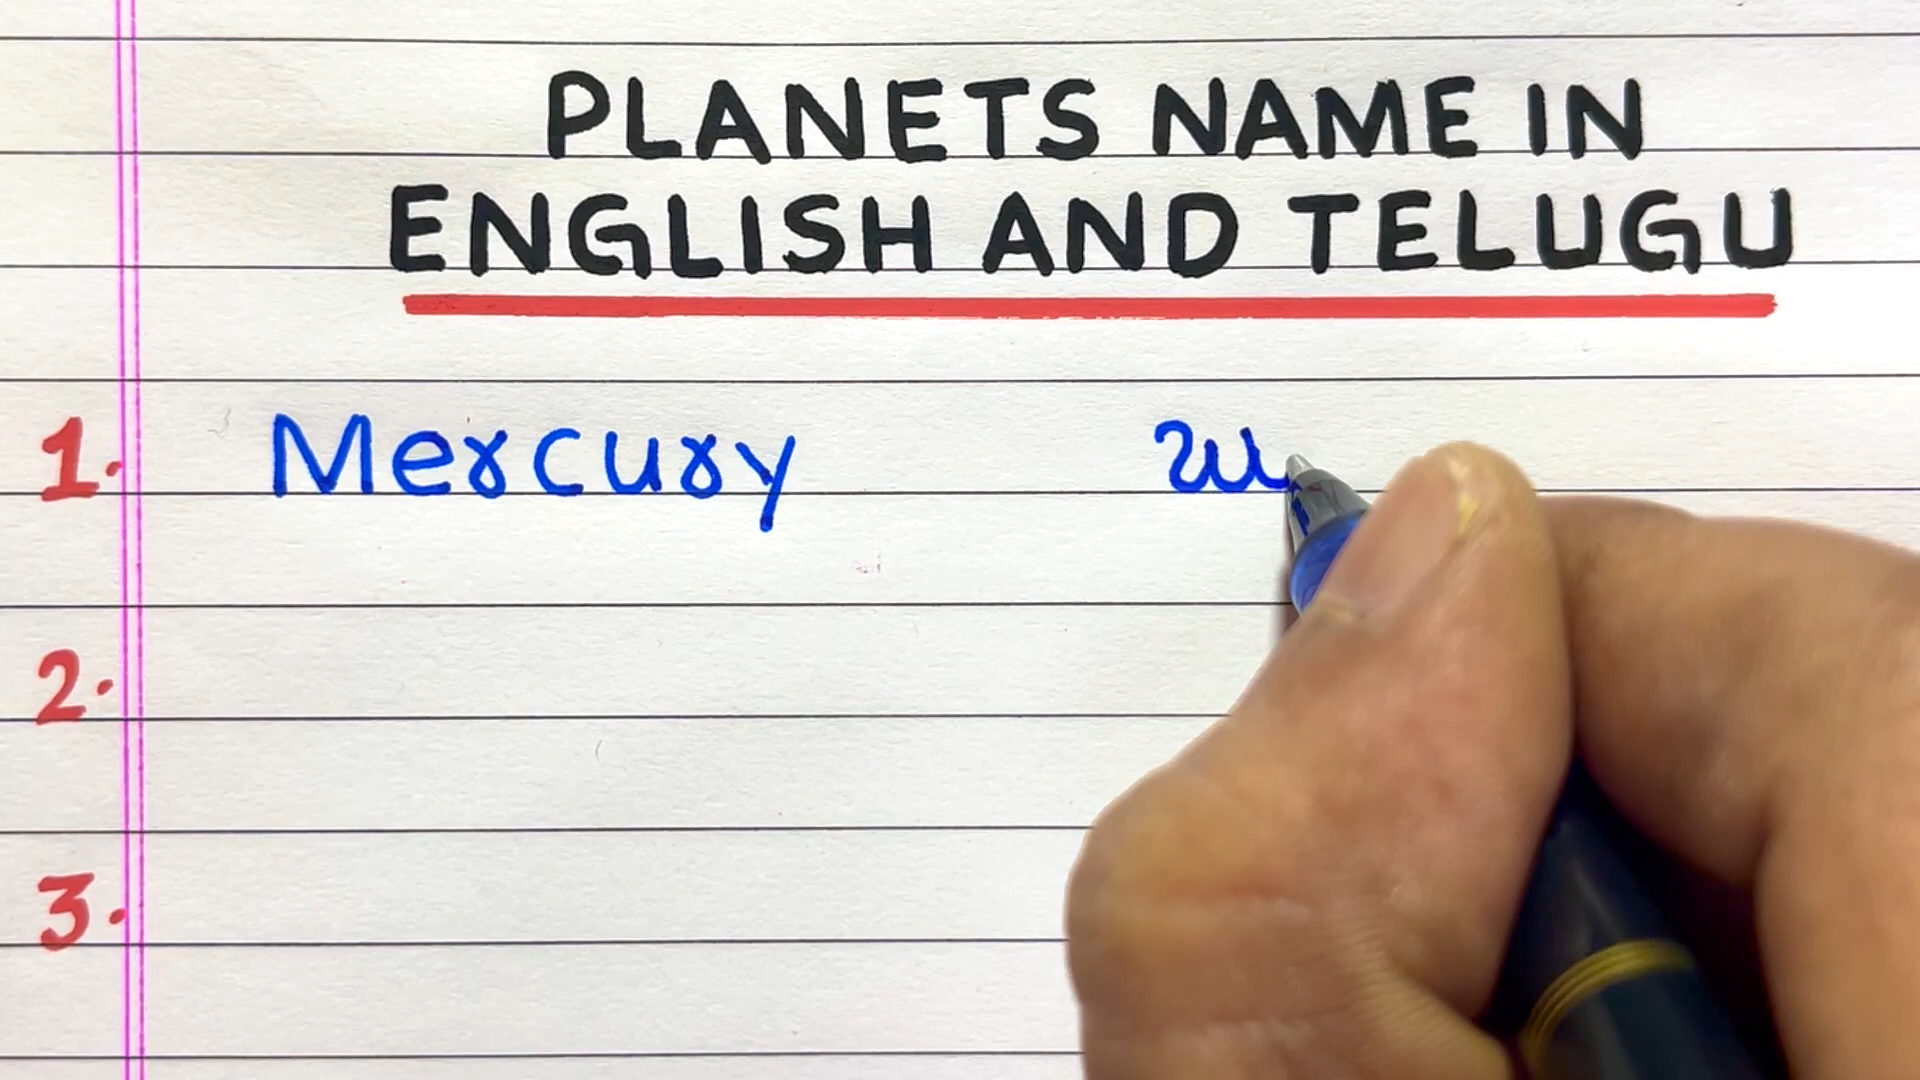 PLANETS NAME IN
ENGLISH AND TELUGU
1. Mercury
2.
3.